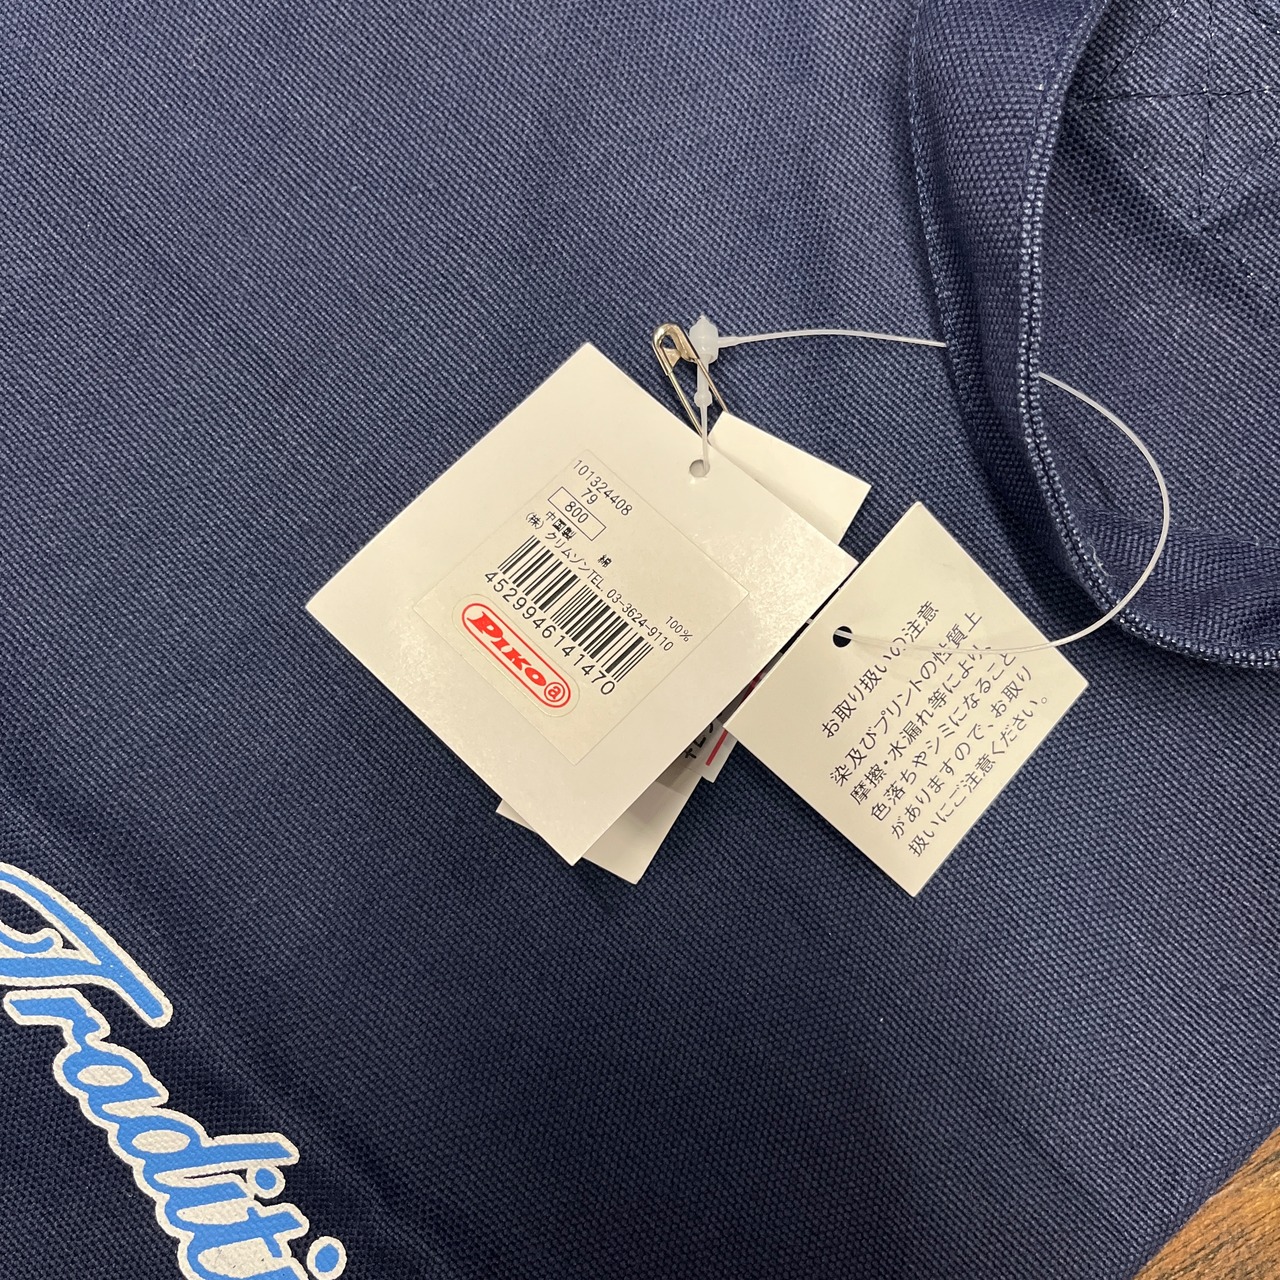 101324408
79
800
中国製
綿 100%
(株) クリムゾンTEL. 03-3624-9110
4529946141470
PIKO@
お取り扱いの注意
染及びプリントの性質上
摩擦・水漏れ等により、
色落ちやシミになること
がありますので、お取り
扱いにご注意ください。
Traditi